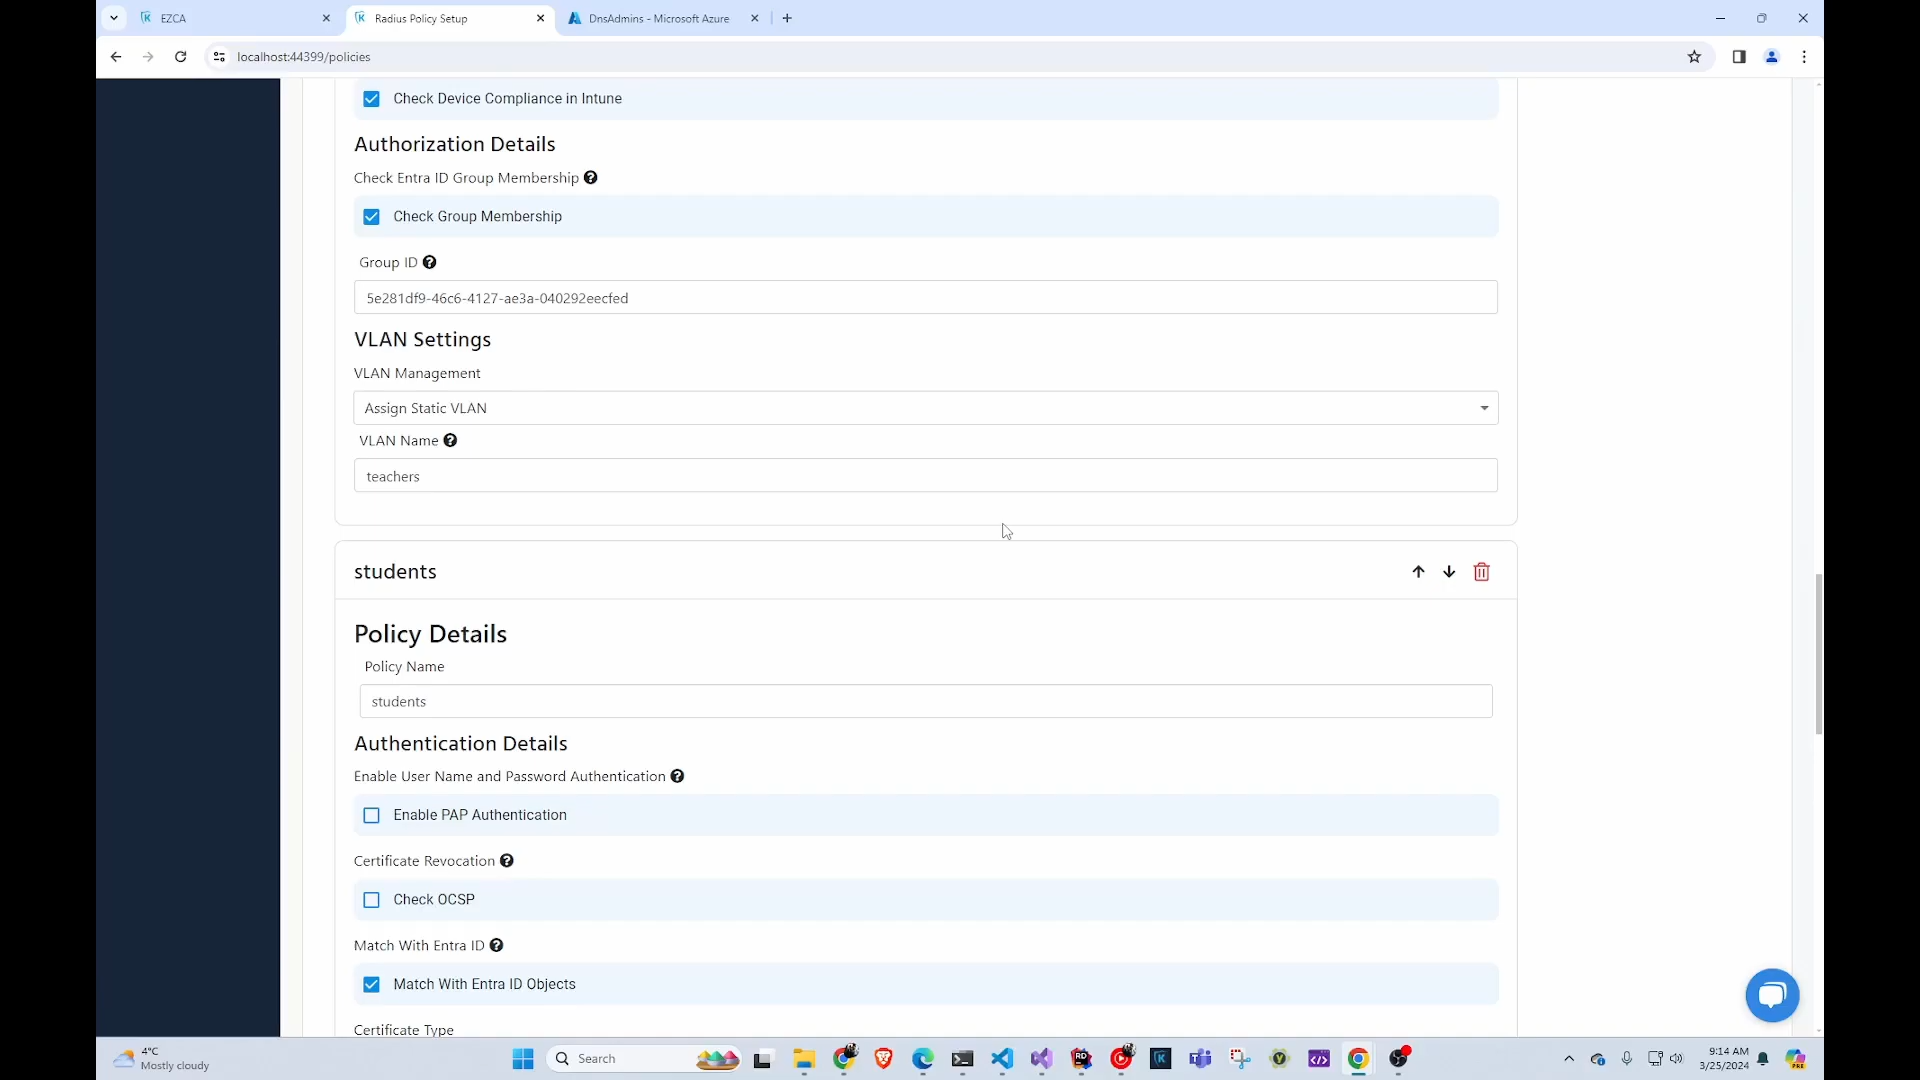 EZCA
Radius Policy Setup
DnsAdmins - Microsoft Azure
localhost:44399/policies
Check Device Compliance in Intune
Authorization Details
Check Entra ID Group Membership
Check Group Membership
Group ID
5e281df9-46c6-4127-ae3a-040292eecfed
VLAN Settings
VLAN Management
Assign Static VLAN
VLAN Name
teachers
students
Policy Details
Policy Name
students
Authentication Details
Enable User Name and Password Authentication
Enable PAP Authentication
Certificate Revocation
Check OCSP
Match With Entra ID
Match With Entra ID Objects
Certificate Type
4°C
Mostly cloudy
Search
9:14 AM
3/25/2024